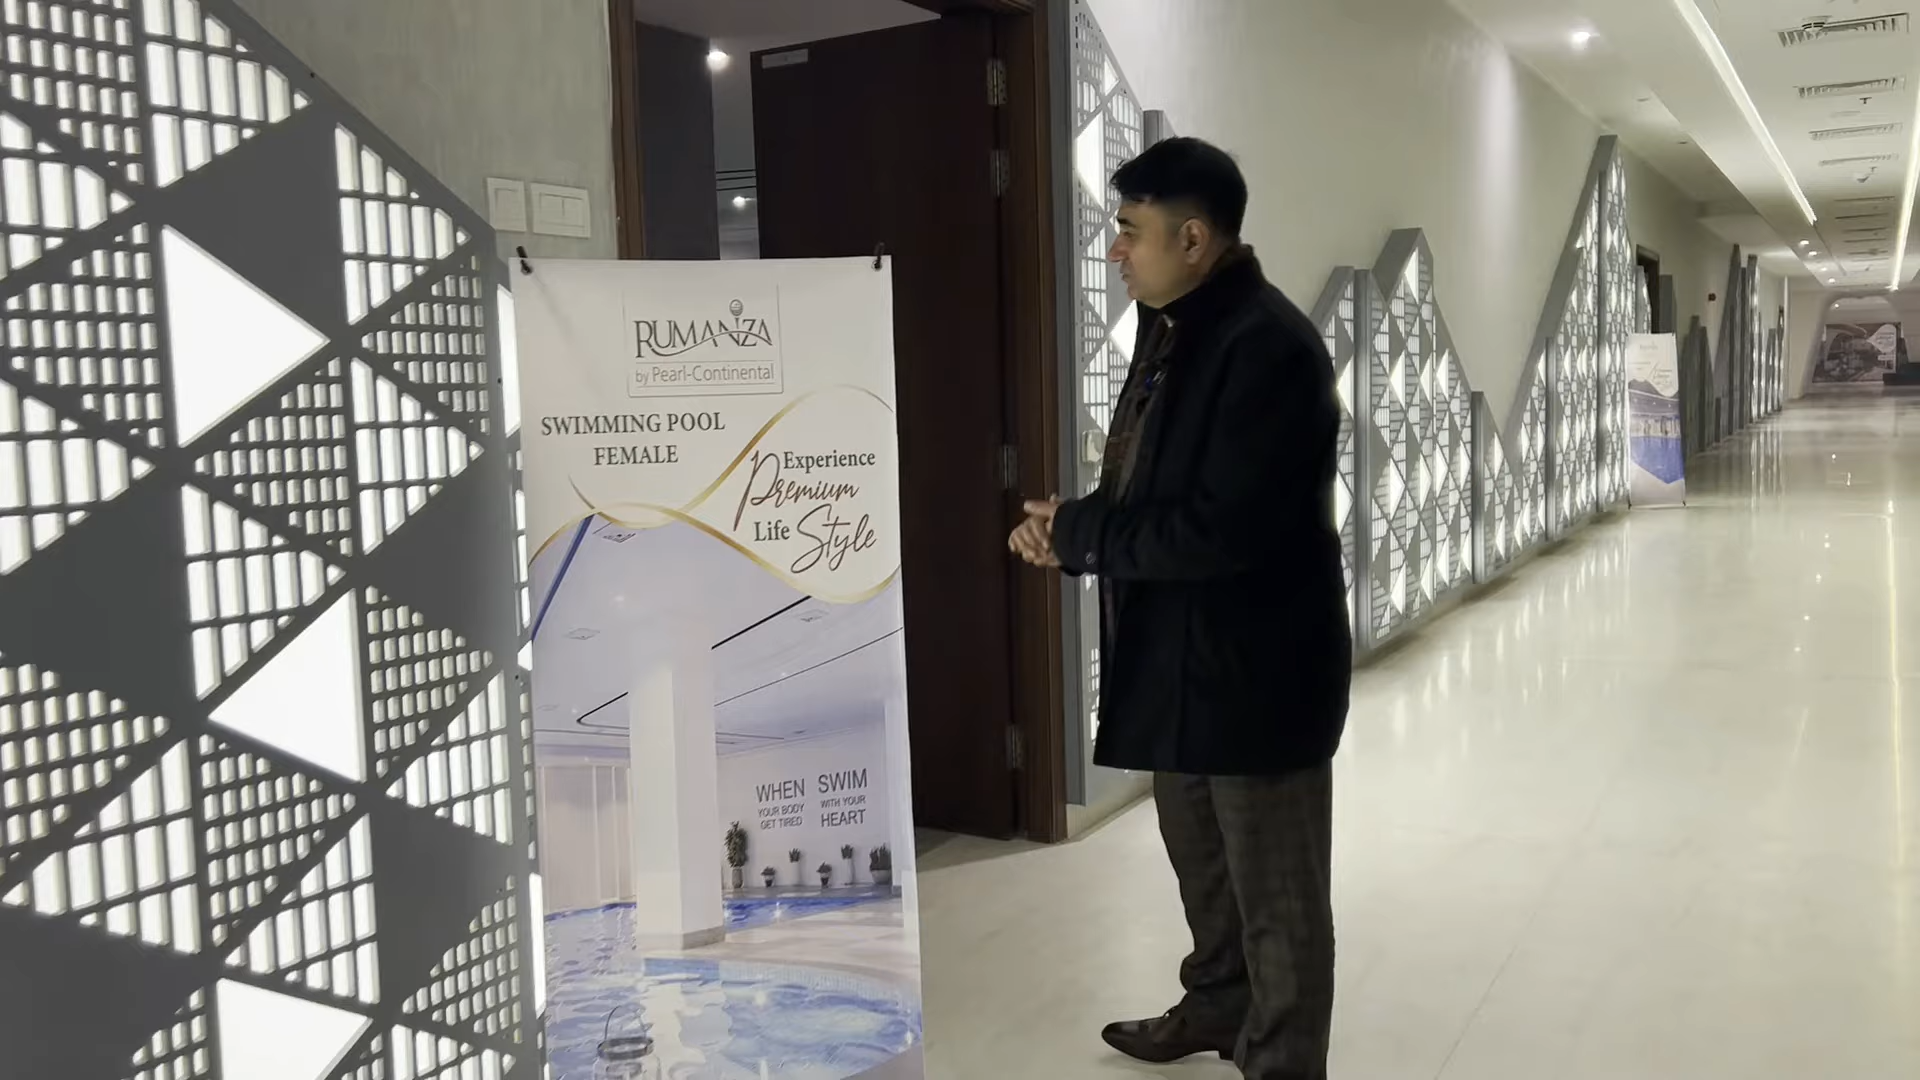 RUMANZA
by Pearl-Continental
SWIMMING POOL
FEMALE
Experience
Premium
Life Style
WHEN SWIM
YOUR BODY WITH YOUR
GET TIRED HEART